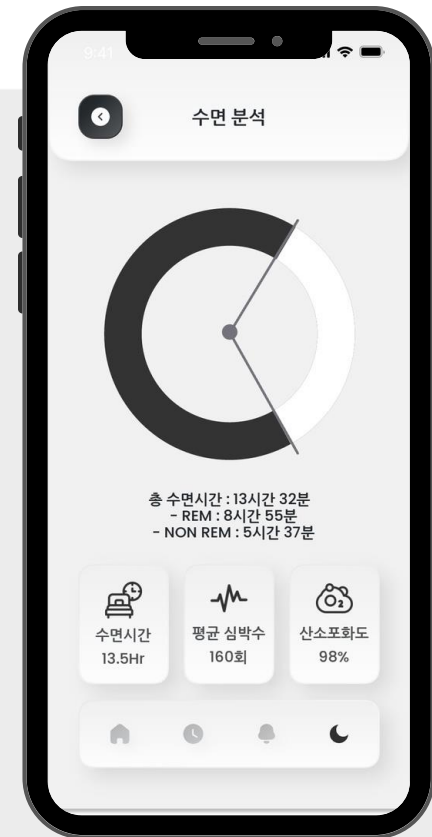 9:41
수면 분석
총 수면시간 : 13시간 32분
- REM : 8시간 55분
- NON REM : 5시간 37분
수면시간
13.5Hr
평균 심박수
160회
산소포화도
98%
O₂